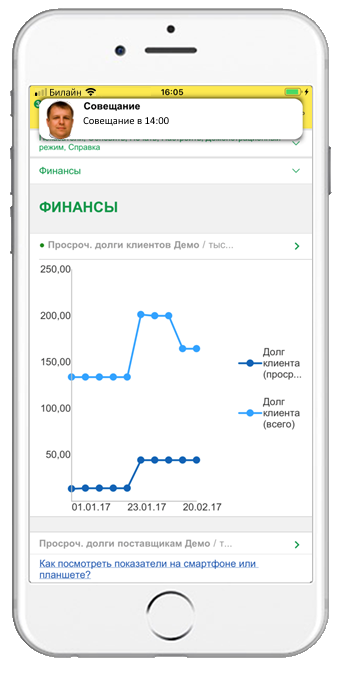 Билайн 16:05
Совещание
Совещание в 14:00
режим, Справка
Финансы
ФИНАНСЫ
Просроч. долги клиентов Демо / тыс...
250,00
200,00
150,00
100,00
50,00
01.01.17 23.01.17 20.02.17
Долг
клиента
(проср...
Долг
клиента
(всего)
Просроч. долги поставщикам Демо / т...
Как посмотреть показатели на смартфоне или
планшете?